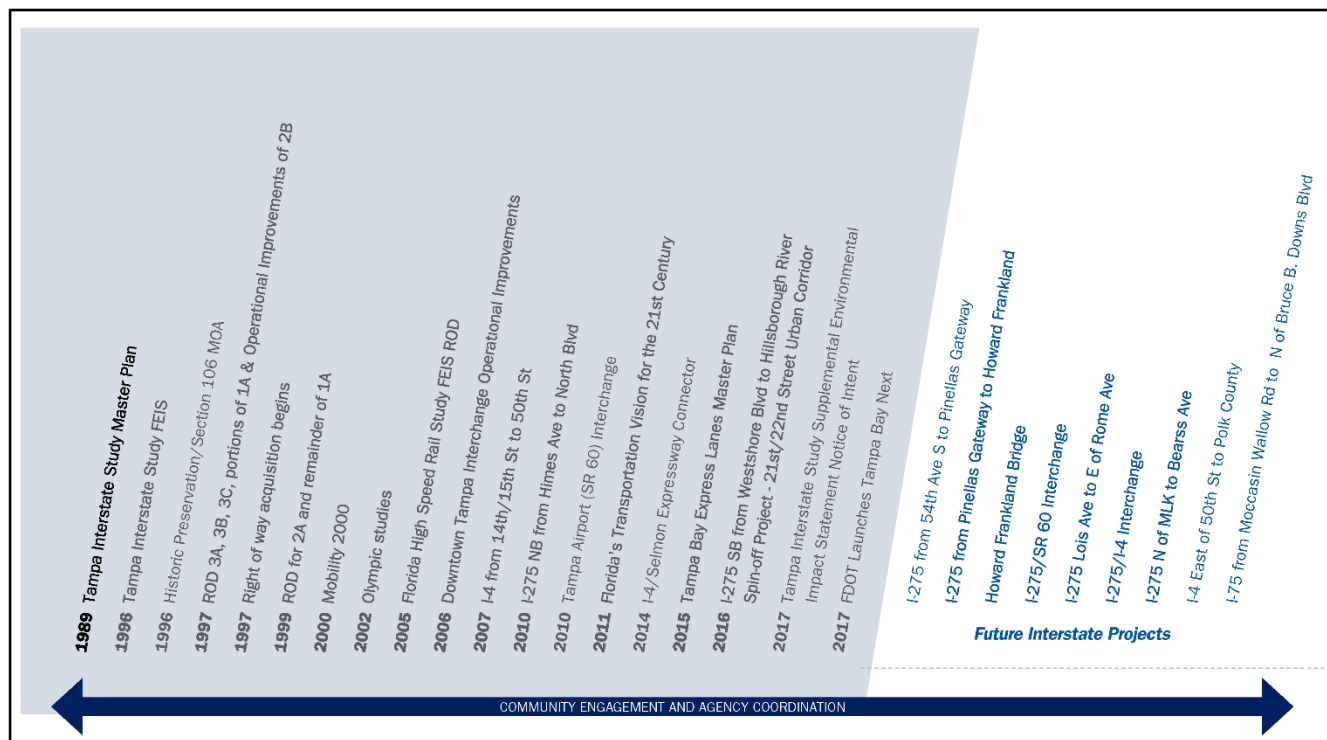 1989 Tampa Interstate Study Master Plan
1996 Tampa Interstate Study FEIS
1996 Historic Preservation/Section 106 MOA
1997 ROD 3A, 3B, 3C, portions of 1A & Operational Improvements of 2B
1997 Right of way acquisition begins
1999 ROD for 2A and remainder of 1A
2000 Mobility 2000
2002 Olympic studies
2005 Florida High Speed Rail Study FEIS ROD
2006 Downtown Tampa Interchange Operational Improvements
2007 I-4 from 14th/15th St to 50th St
2010 I-275 NB from Himes Ave to North Blvd
2010 Tampa Airport (SR 60) Interchange
2011 Florida's Transportation Vision for the 21st Century
2014 I-4/Selmon Expressway Connector
2015 Tampa Bay Express Lanes Master Plan
2016 I-275 SB from Westshore Blvd to Hillsborough River
Spin-off Project - 21st/22nd Street Urban Corridor
2017 Tampa Interstate Study Supplemental Environmental
Impact Statement Notice of Intent
2017 FDOT Launches Tampa Bay Next
I-275 from 54th Ave S to Pinellas Gateway
I-275 from Pinellas Gateway to Howard Frankland
Howard Frankland Bridge
I-275/SR 60 Interchange
I-275 Lois Ave to E of Rome Ave
I-275/I-4 Interchange
I-275 N of MLK to Bearss Ave
I-4 East of 50th St to Polk County
I-75 from Moccasin Wallow Rd to N of Bruce B. Downs Blvd
Future Interstate Projects
COMMUNITY ENGAGEMENT AND AGENCY COORDINATION